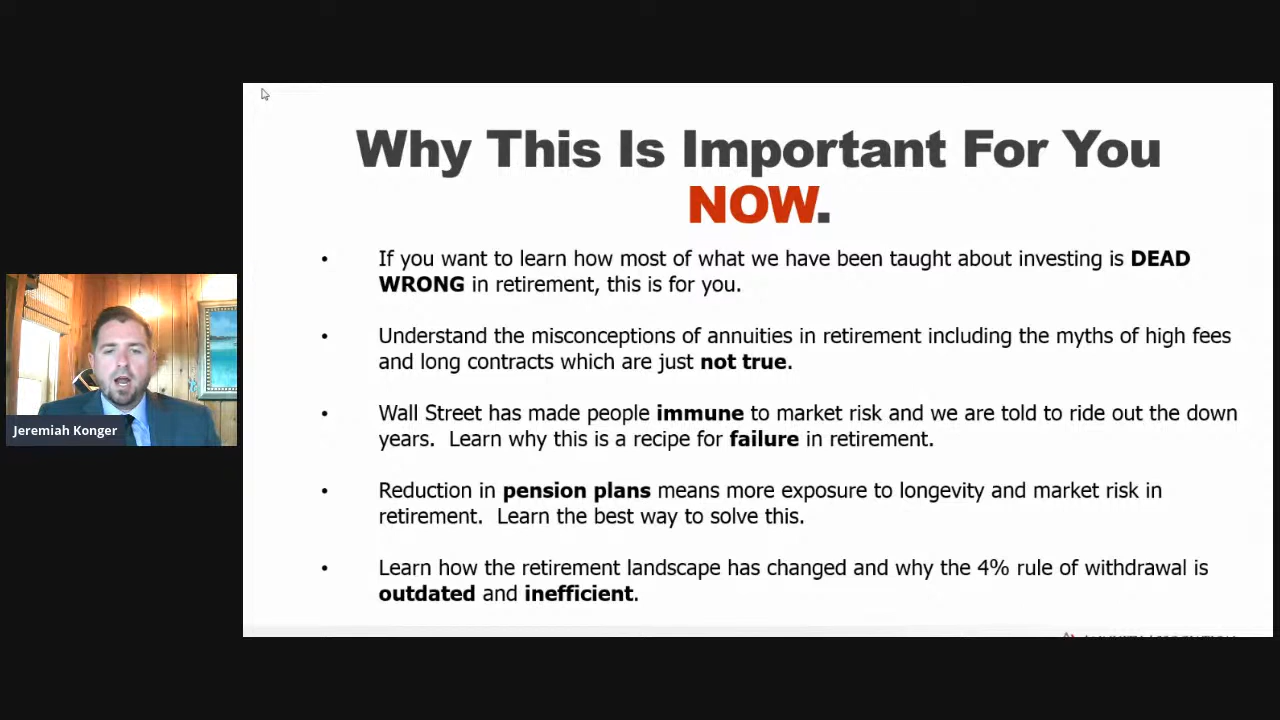 Why This Is Important For You
NOW.
• If you want to learn how most of what we have been taught about investing is DEAD
WRONG in retirement, this is for you.
• Understand the misconceptions of annuities in retirement including the myths of high fees
and long contracts which are just not true.
• Wall Street has made people immune to market risk and we are told to ride out the down
years. Learn why this is a recipe for failure in retirement.
• Reduction in pension plans means more exposure to longevity and market risk in
retirement. Learn the best way to solve this.
• Learn how the retirement landscape has changed and why the 4% rule of withdrawal is
outdated and inefficient.
Jeremiah Konger